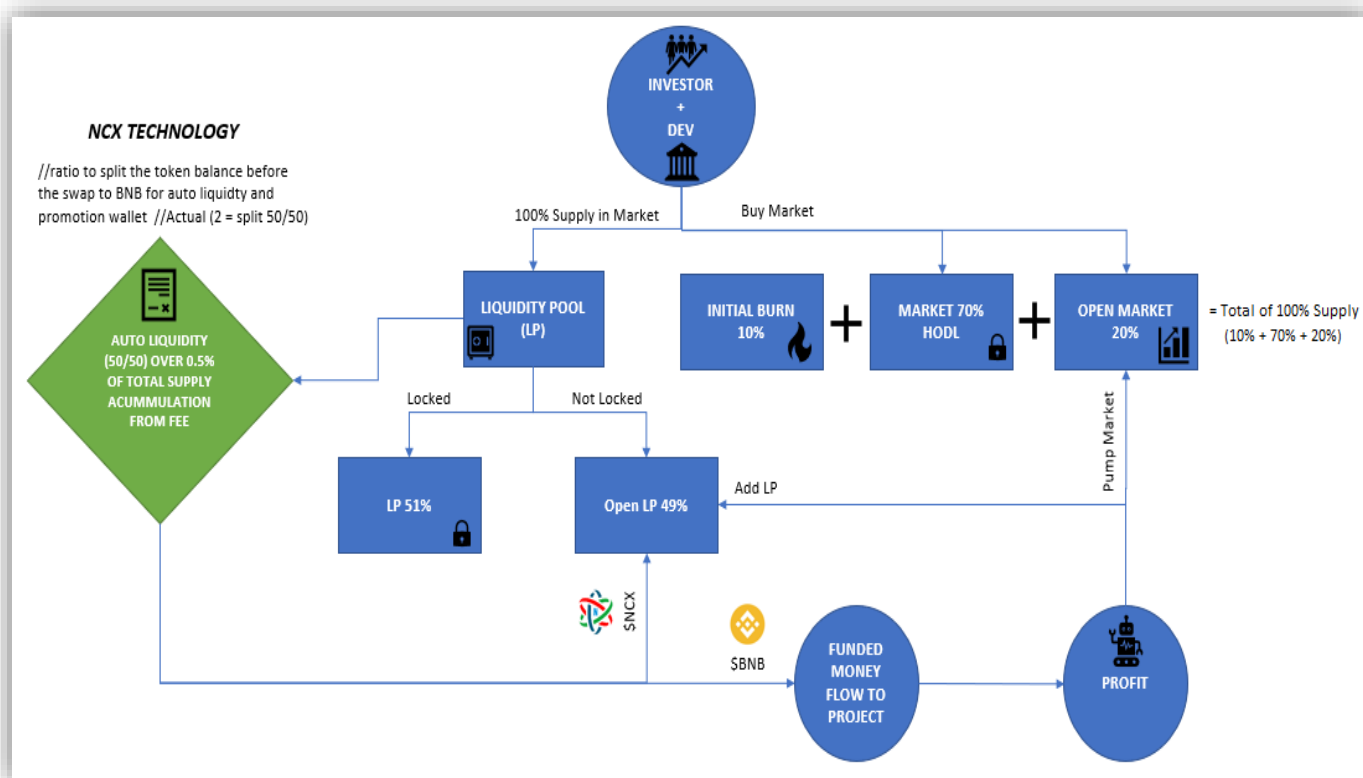 INVESTOR
+
DEV
NCX TECHNOLOGY
//ratio to split the token balance before
the swap to BNB for auto liquidty and
promotion wallet //Actual (2 = split 50/50)
100% Supply in Market
Buy Market
LIQUIDITY POOL
(LP)
INITIAL BURN
10%
+
MARKET 70%
HODL
+
OPEN MARKET
20%
= Total of 100% Supply
(10% + 70% + 20%)
AUTO LIQUIDITY
(50/50) OVER 0.5%
OF TOTAL SUPPLY
ACUMMULATION
FROM FEE
Locked
Not Locked
Pump Market
LP 51%
Open LP 49%
Add LP
$NCX
$BNB
FUNDED
MONEY
FLOW TO
PROJECT
PROFIT